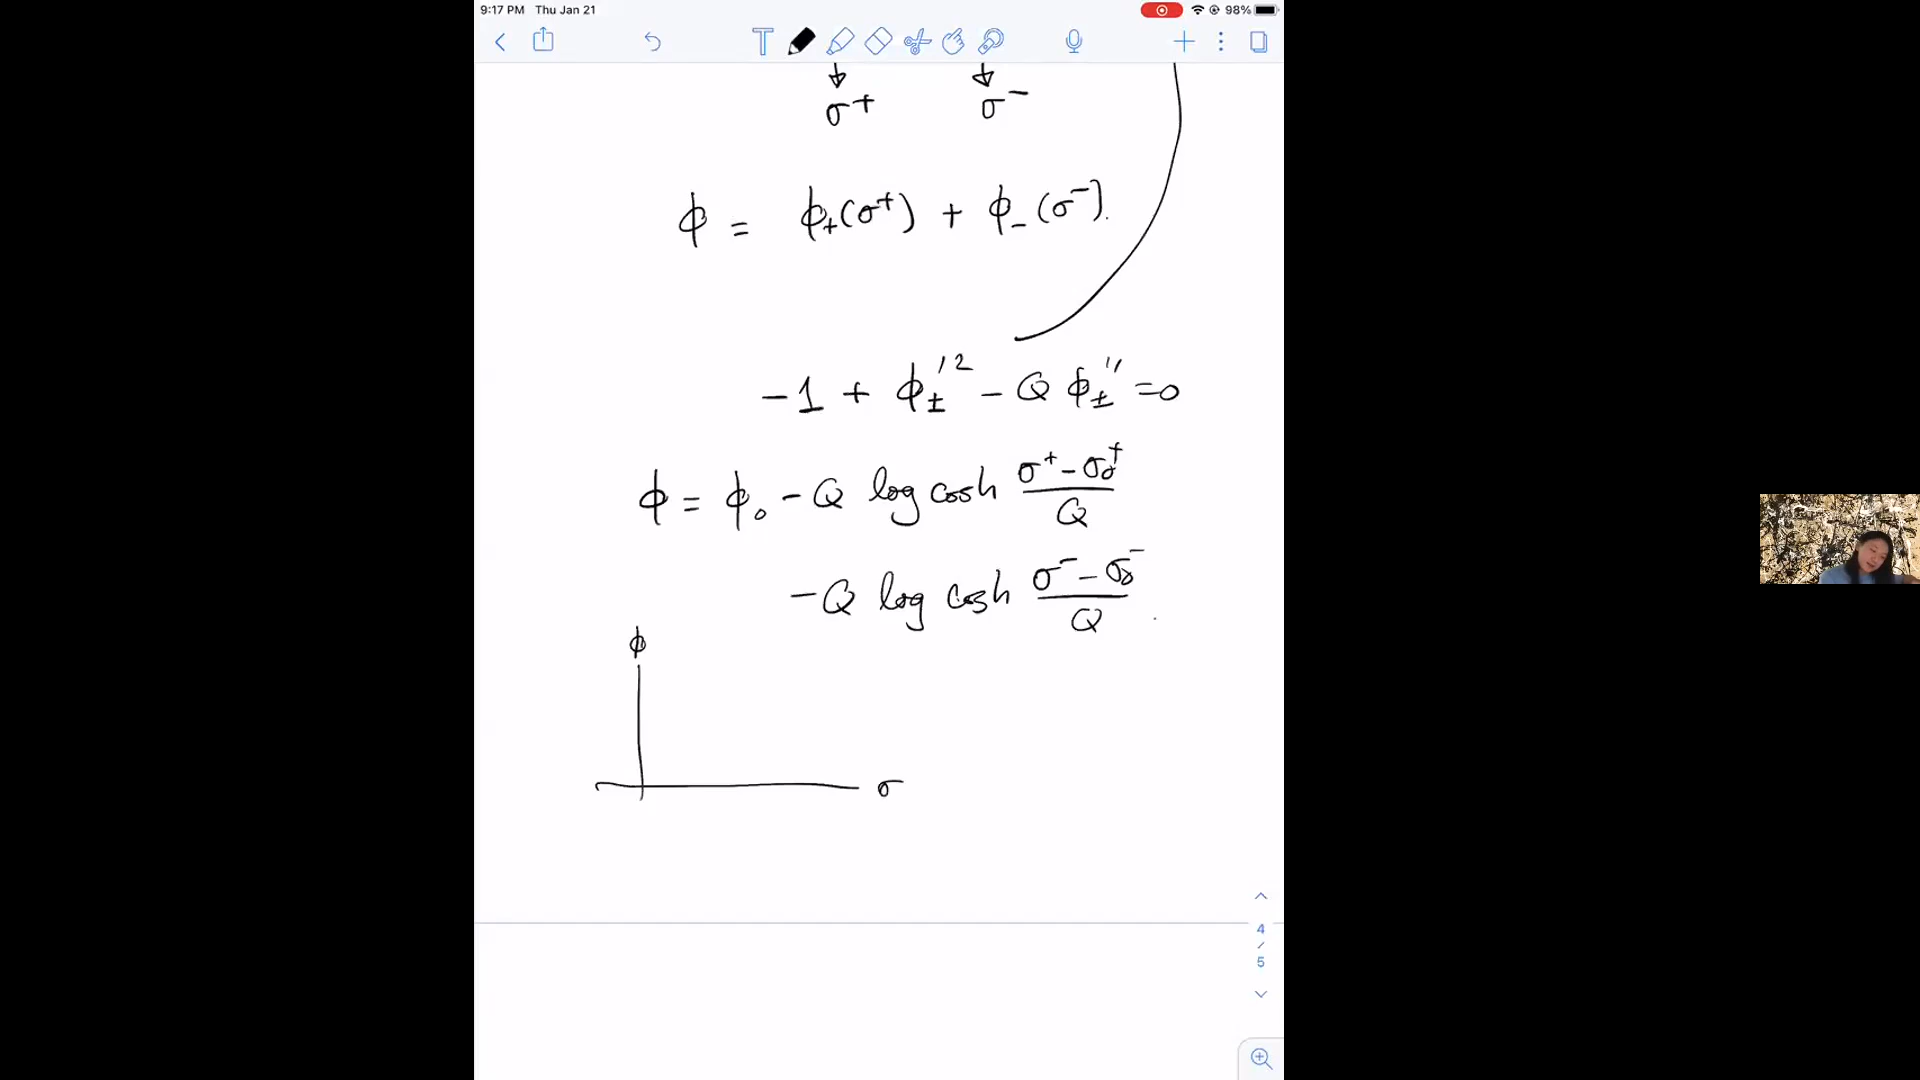 9:17 PM Thu Jan 21
98%
T
σ⁺ σ⁻
ϕ = ϕ₊(σ⁺) + ϕ₋(σ⁻).
-1 + ϕ±'² - Q ϕ±'' = 0
ϕ = ϕ₀ - Q log cosh (σ⁺ - σ₀⁺)/Q
- Q log cosh (σ⁻ - σ₀⁻)/Q
ϕ
σ
4
/
5